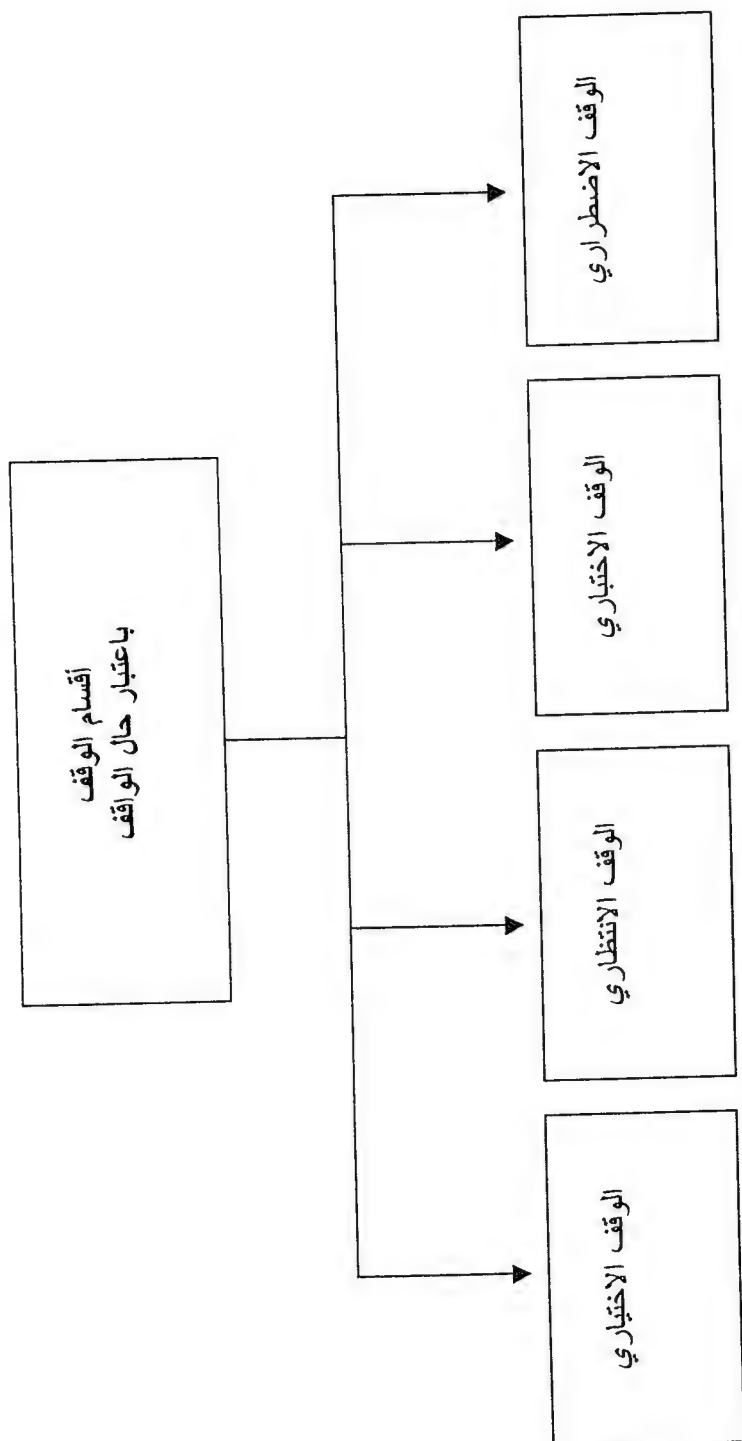 أقسام الوقف
باعتبار حال الواقف
الوقف الاضطراري
الوقف الاختباري
الوقف الانتظاري
الوقف الاختياري